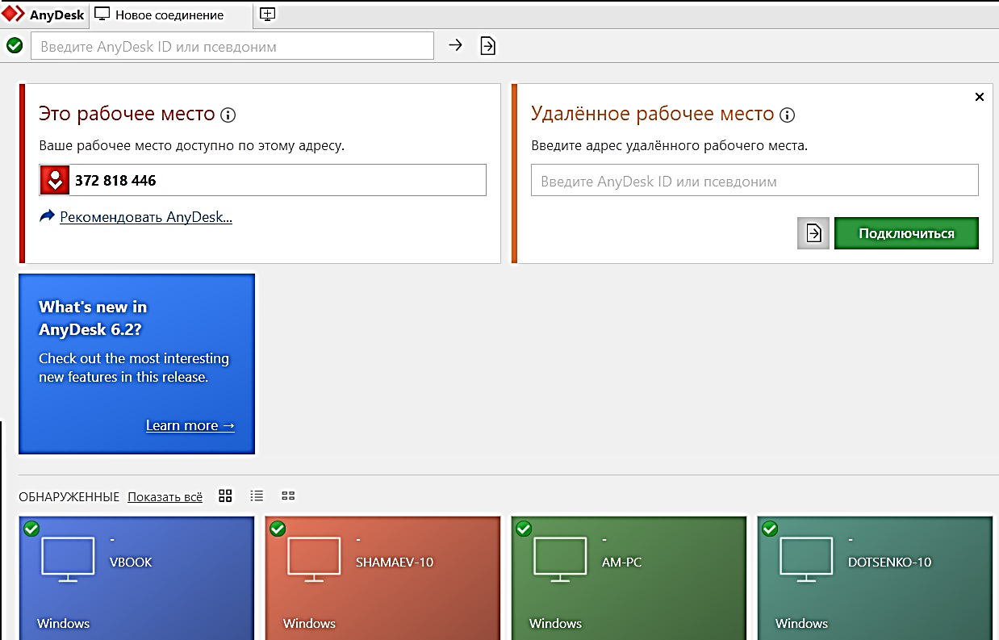 AnyDesk
Новое соединение
Введите AnyDesk ID или псевдоним
Это рабочее место
Ваше рабочее место доступно по этому адресу.
372 818 446
Рекомендовать AnyDesk...
Удалённое рабочее место
Введите адрес удалённого рабочего места.
Введите AnyDesk ID или псевдоним
Подключиться
What's new in
AnyDesk 6.2?
Check out the most interesting
new features in this release.
Learn more →
ОБНАРУЖЕННЫЕ Показать всё
-
VBOOK
Windows
-
SHAMAEV-10
Windows
-
AM-PC
Windows
-
DOTSENKO-10
Windows